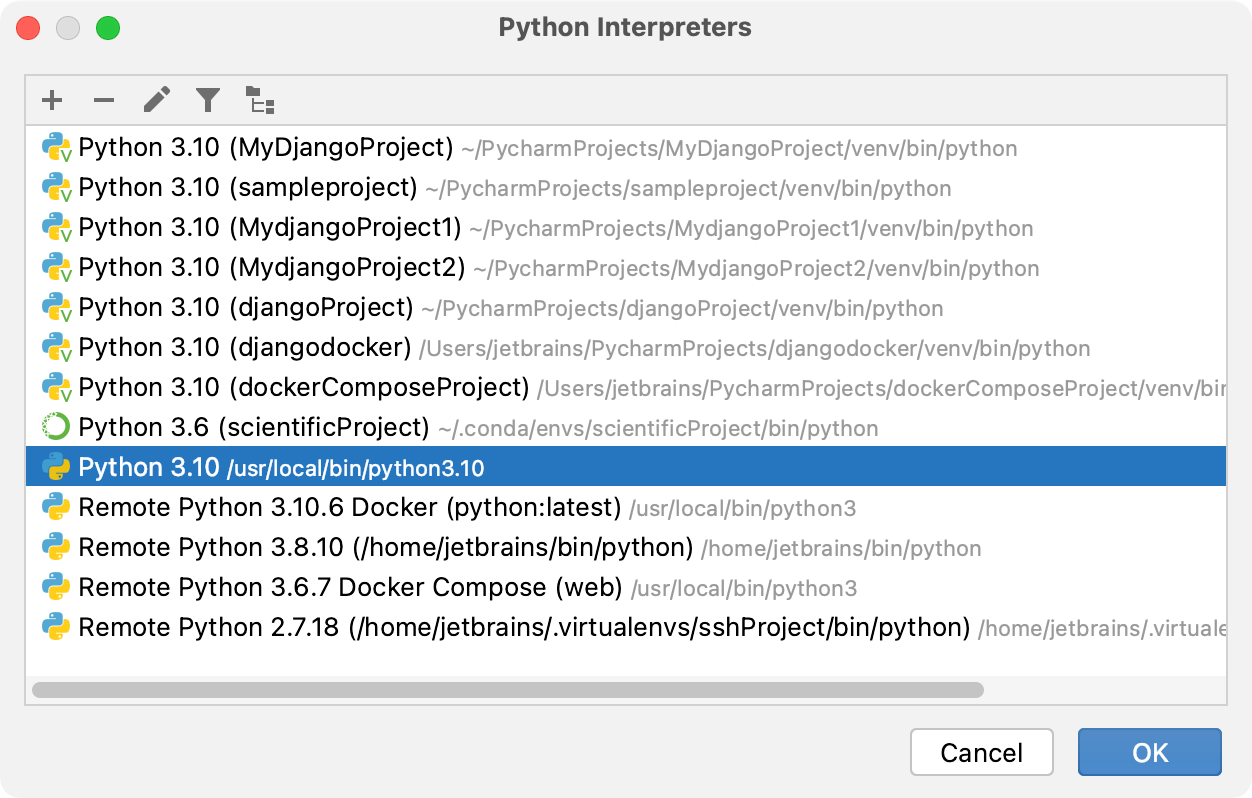 Python Interpreters
Python 3.10 (MyDjangoProject) ~/PycharmProjects/MyDjangoProject/venv/bin/python
Python 3.10 (sampleproject) ~/PycharmProjects/sampleproject/venv/bin/python
Python 3.10 (MydjangoProject1) ~/PycharmProjects/MydjangoProject1/venv/bin/python
Python 3.10 (MydjangoProject2) ~/PycharmProjects/MydjangoProject2/venv/bin/python
Python 3.10 (djangoProject) ~/PycharmProjects/djangoProject/venv/bin/python
Python 3.10 (djangodocker) /Users/jetbrains/PycharmProjects/djangodocker/venv/bin/python
Python 3.10 (dockerComposeProject) /Users/jetbrains/PycharmProjects/dockerComposeProject/venv/bin
Python 3.6 (scientificProject) ~/.conda/envs/scientificProject/bin/python
Python 3.10 /usr/local/bin/python3.10
Remote Python 3.10.6 Docker (python:latest) /usr/local/bin/python3
Remote Python 3.8.10 (/home/jetbrains/bin/python) /home/jetbrains/bin/python
Remote Python 3.6.7 Docker Compose (web) /usr/local/bin/python3
Remote Python 2.7.18 (/home/jetbrains/.virtualenvs/sshProject/bin/python) /home/jetbrains/.virtuale
Cancel
OK